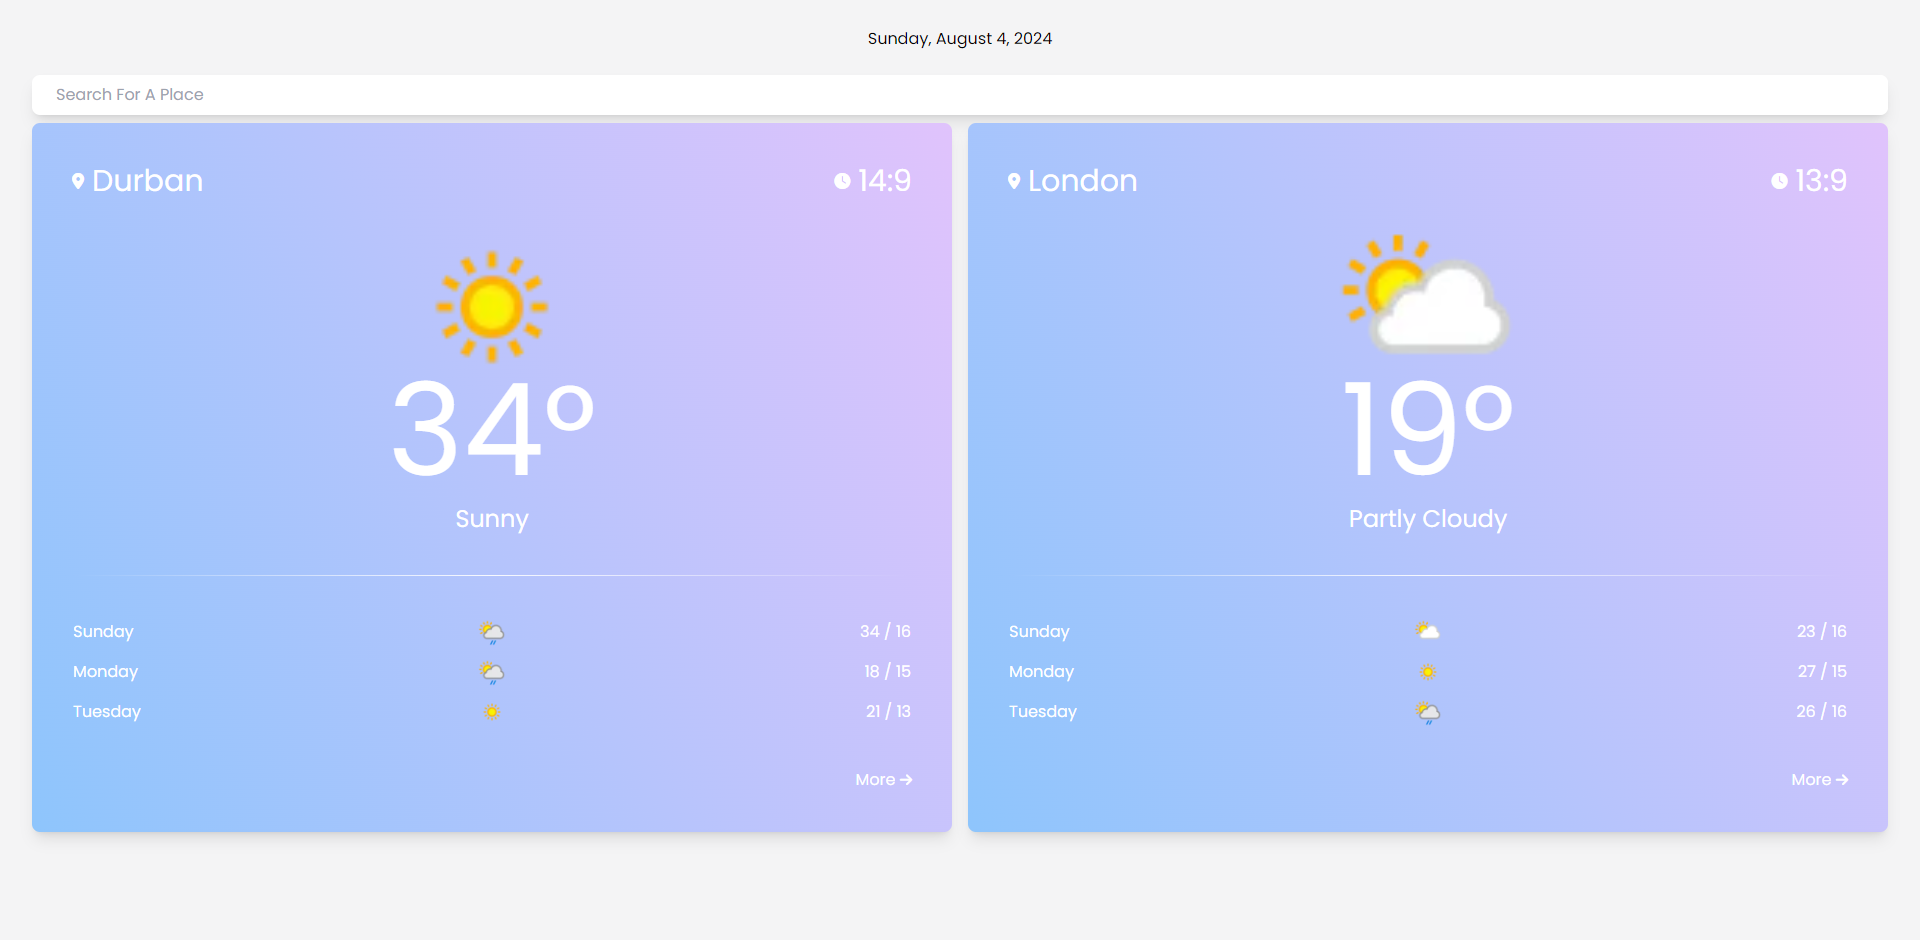 Sunday, August 4, 2024
Search For A Place
Durban
14:9
34°
Sunny
Sunday 34 / 16
Monday 18 / 15
Tuesday 21 / 13
More
London
13:9
19°
Partly Cloudy
Sunday 23 / 16
Monday 27 / 15
Tuesday 26 / 16
More